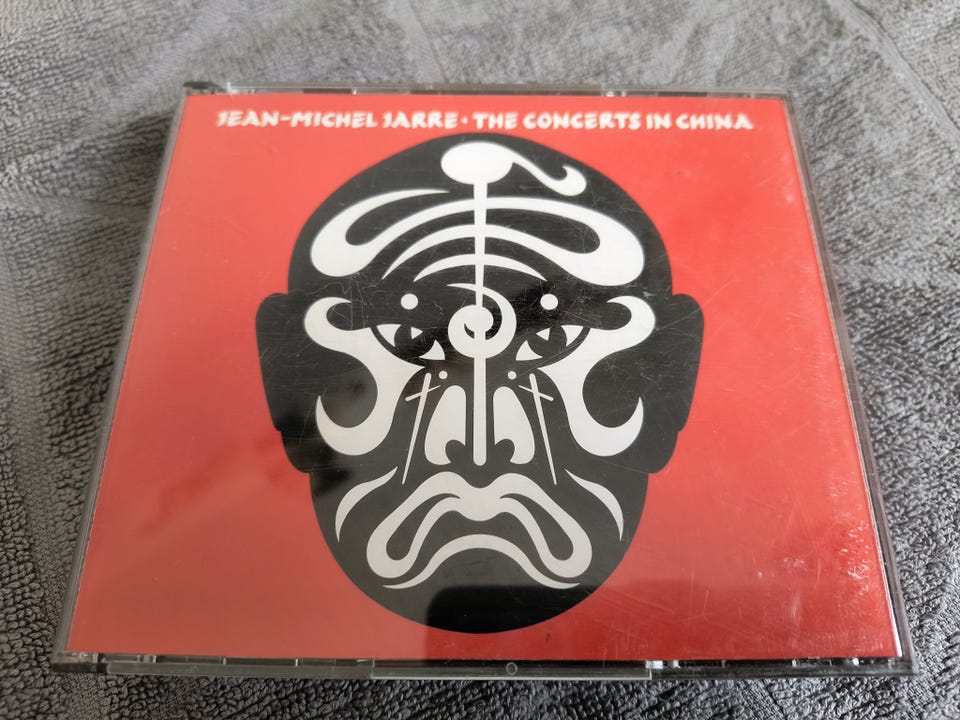 JEAN-MICHEL JARRE · THE CONCERTS IN CHINA